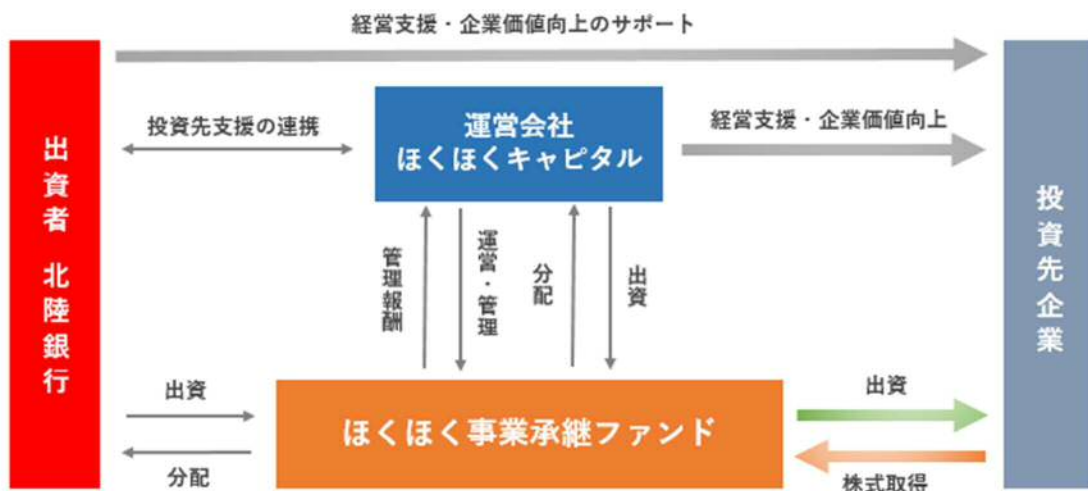 経営支援・企業価値向上のサポート
出資者 北陸銀行
投資先支援の連携
運営会社
ほくほくキャピタル
経営支援・企業価値向上
投資先企業
管理報酬
運営・管理
分配
出資
出資
分配
ほくほく事業承継ファンド
出資
株式取得